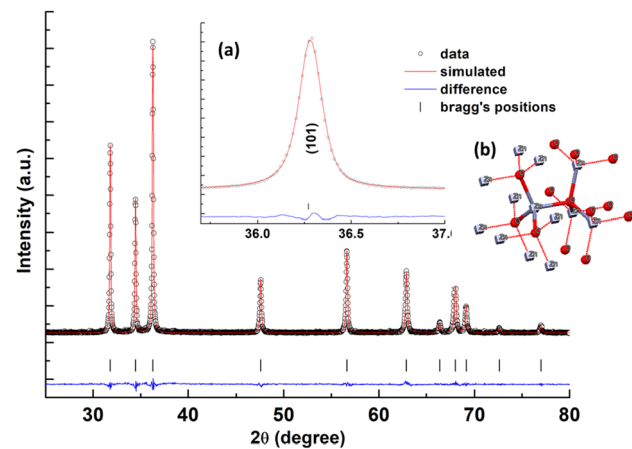 (a)
data
simulated
difference
bragg's positions
(101)
(b)
36.0
36.5
37.0
Intensity (a.u.)
30
40
50
60
70
80
2θ (degree)